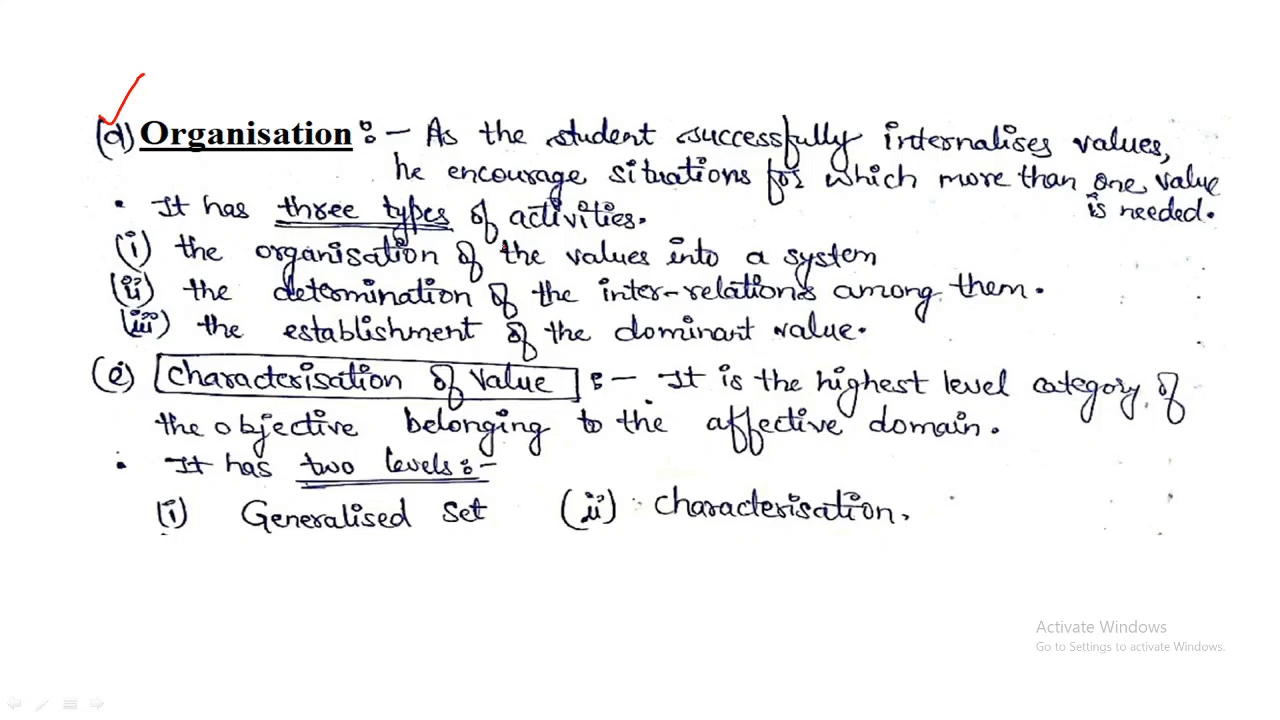 (d) Organisation :- As the student successfully internalises values,
he encourage situations for which more than one value
is needed.
• It has three types of activities.
(i) the organisation of the values into a system
(ii) the determination of the inter-relations among them.
(iii) the establishment of the dominant value.
(e) Characterisation of Value :- It is the highest level category of
the objective belonging to the affective domain.
• It has two levels:-
(i) Generalised Set (ii) characterisation.
Activate Windows
Go to Settings to activate Windows.